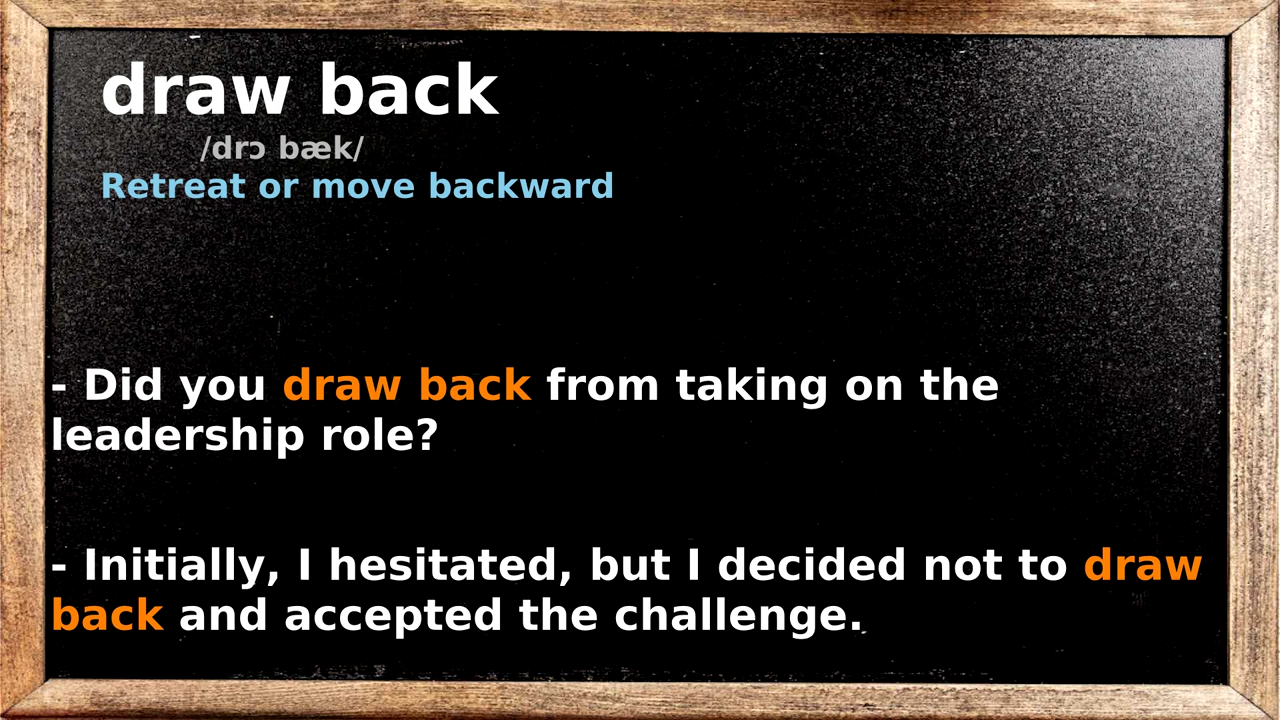 draw back
/drɔ bæk/
Retreat or move backward
- Did you draw back from taking on the
leadership role?
- Initially, I hesitated, but I decided not to draw
back and accepted the challenge.